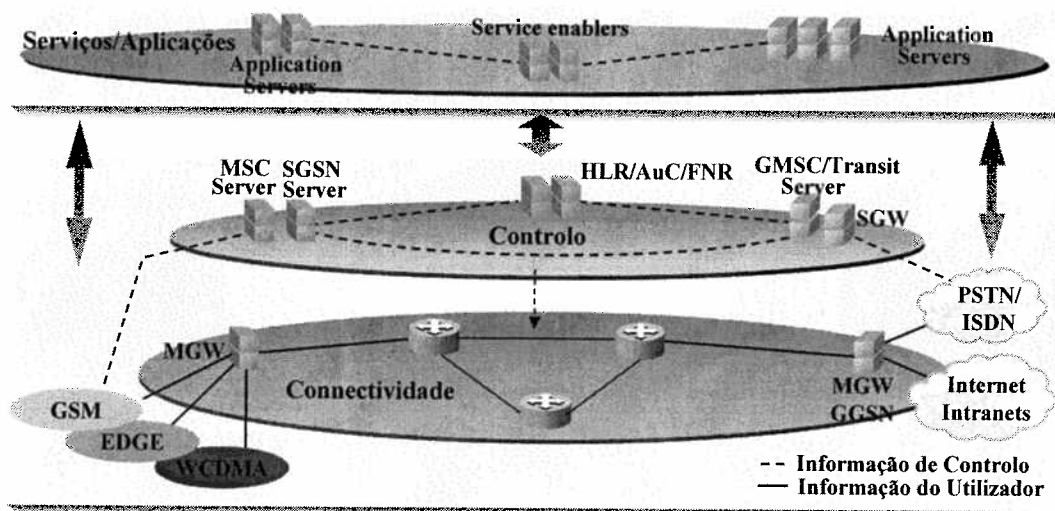 Serviços/Aplicações
Application
Servers
Service enablers
Application
Servers
MSC
Server
SGSN
Server
HLR/AuC/FNR
GMSC/Transit
Server
SGW
Controlo
PSTN/
ISDN
MGW
Connectividade
MGW
GGSN
Internet
Intranets
GSM
EDGE
WCDMA
Informação de Controlo
Informação do Utilizador